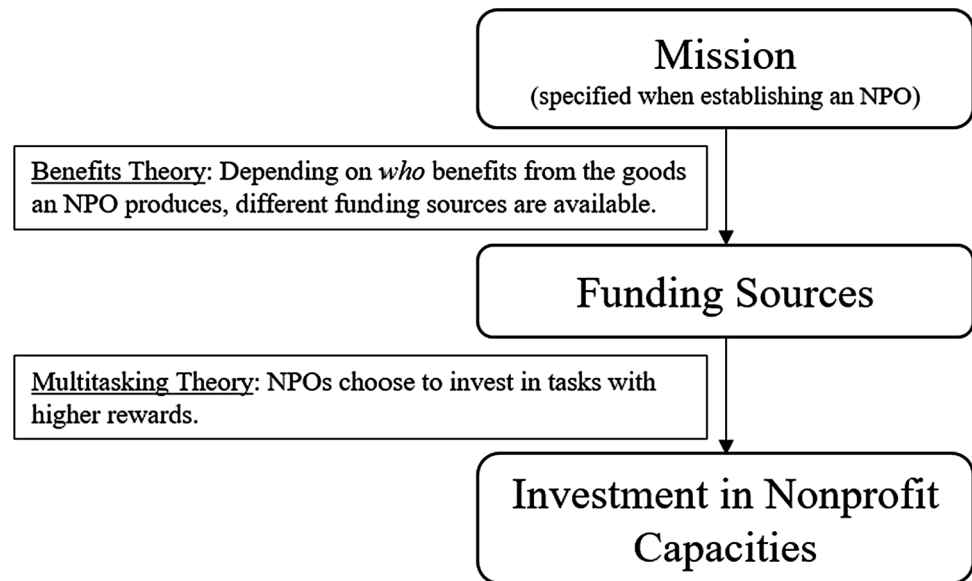 Mission
(specified when establishing an NPO)
Benefits Theory: Depending on who benefits from the goods
an NPO produces, different funding sources are available.
Funding Sources
Multitasking Theory: NPOs choose to invest in tasks with
higher rewards.
Investment in Nonprofit
Capacities